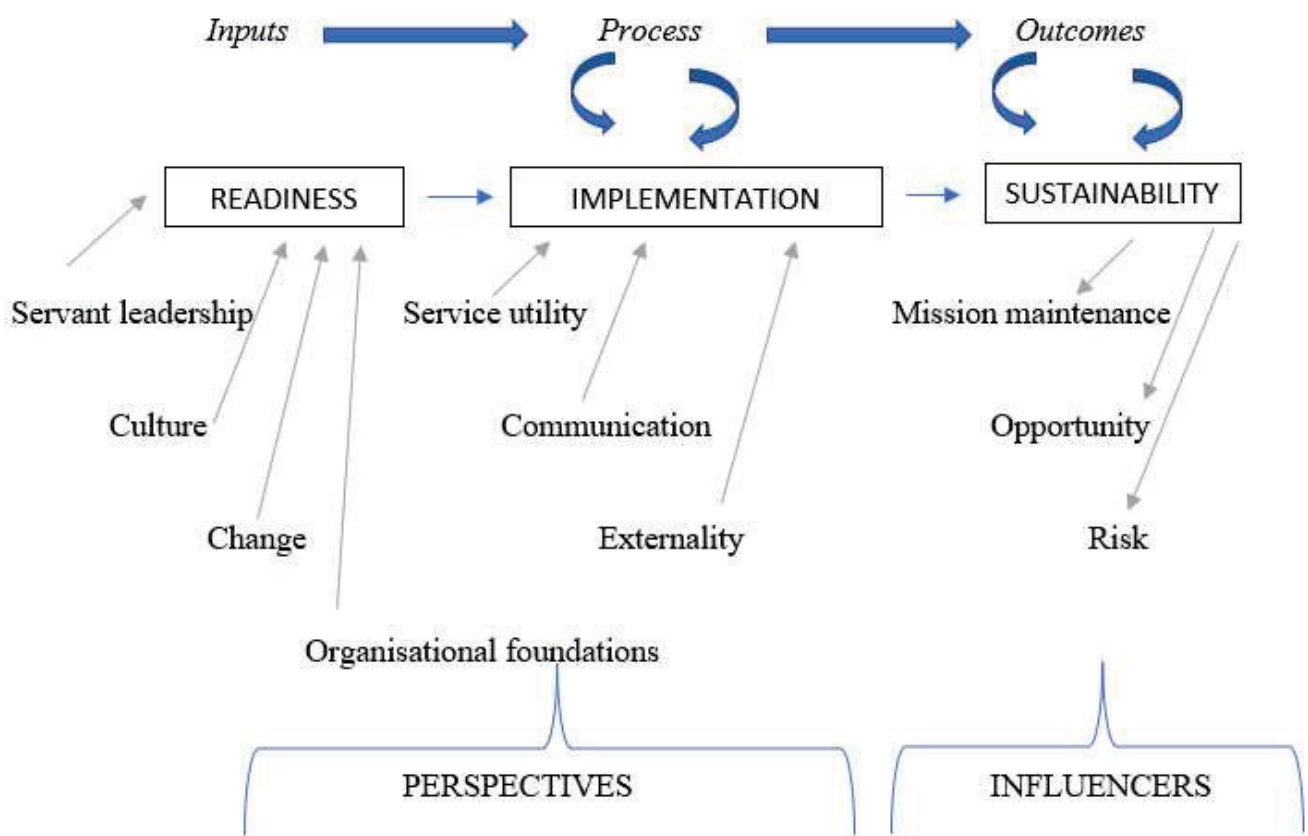 Inputs
Process
Outcomes
READINESS
IMPLEMENTATION
SUSTAINABILITY
Servant leadership
Service utility
Mission maintenance
Culture
Communication
Opportunity
Change
Externality
Risk
Organisational foundations
PERSPECTIVES
INFLUENCERS